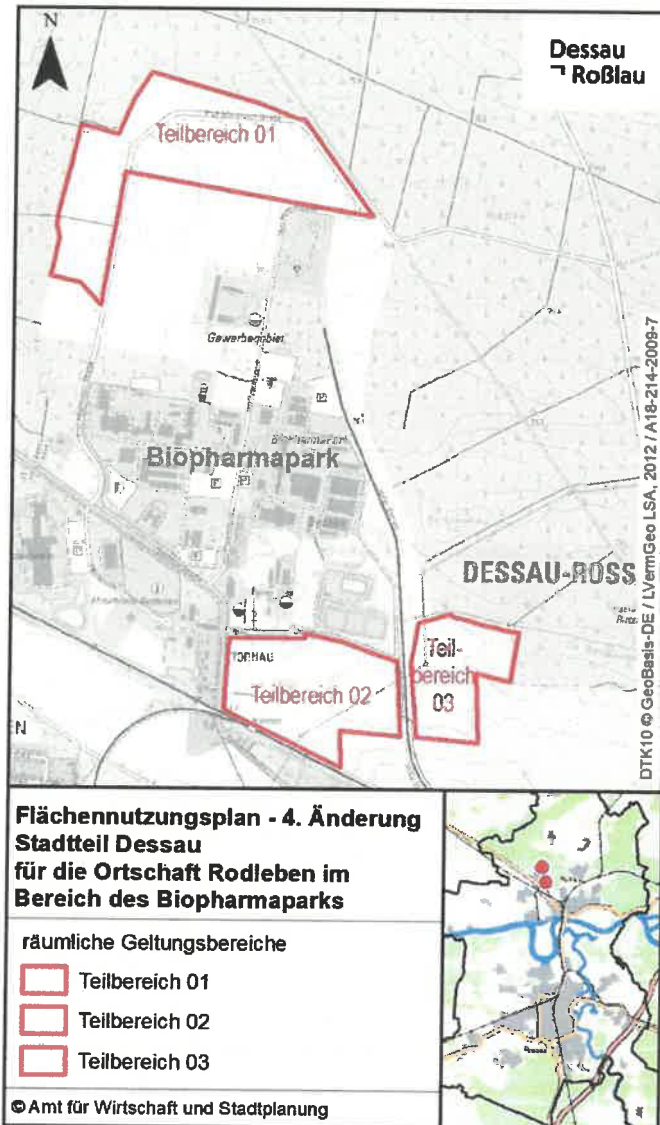 N
Dessau
Roßlau
Teilbereich 01
Gewerbegebiet
Biopharmapark
DESSAU-ROSS
TORNAU
Teilbereich 02
Teil-
bereich
03
EN
DTK10 © GeoBasis-DE / LVermGeo LSA, 2012 / A18-214-2009-7
Flächennutzungsplan - 4. Änderung
Stadtteil Dessau
für die Ortschaft Rodleben im
Bereich des Biopharmaparks
räumliche Geltungsbereiche
Teilbereich 01
Teilbereich 02
Teilbereich 03
© Amt für Wirtschaft und Stadtplanung